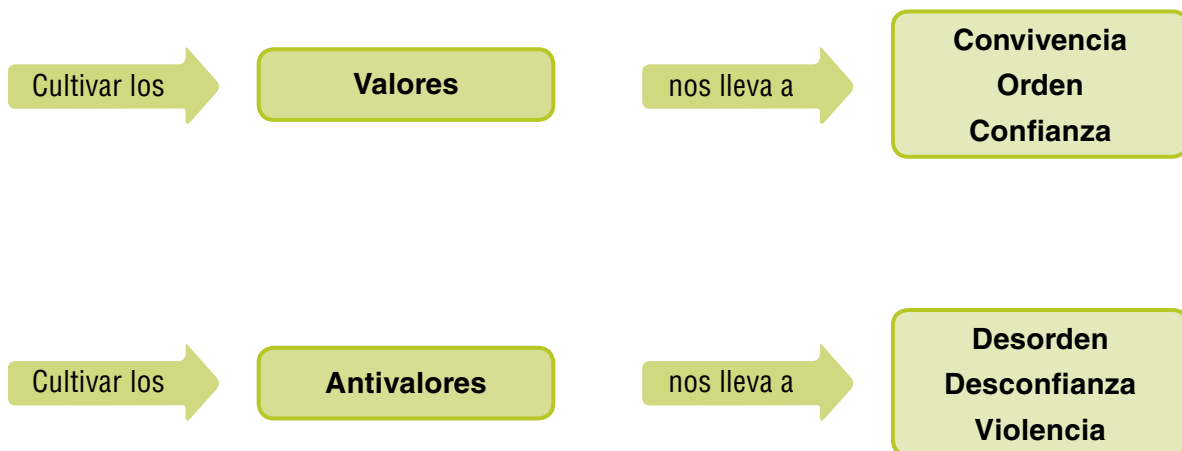 Cultivar los
Valores
nos lleva a
Convivencia
Orden
Confianza
Cultivar los
Antivalores
nos lleva a
Desorden
Desconfianza
Violencia